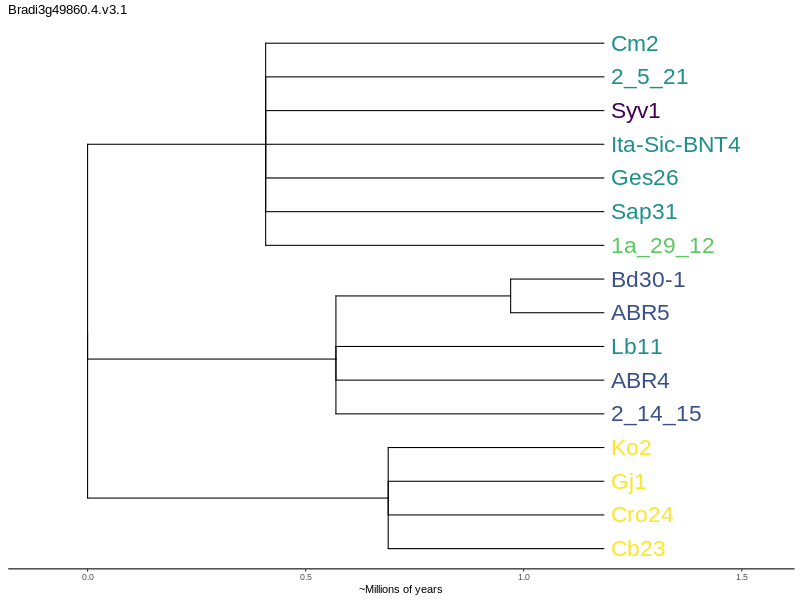 Bradi3g49860.4.v3.1
Cm2
2_5_21
Syv1
Ita-Sic-BNT4
Ges26
Sap31
1a_29_12
Bd30-1
ABR5
Lb11
ABR4
2_14_15
Ko2
Gj1
Cro24
Cb23
0.0 0.5 1.0 1.5
~Millions of years